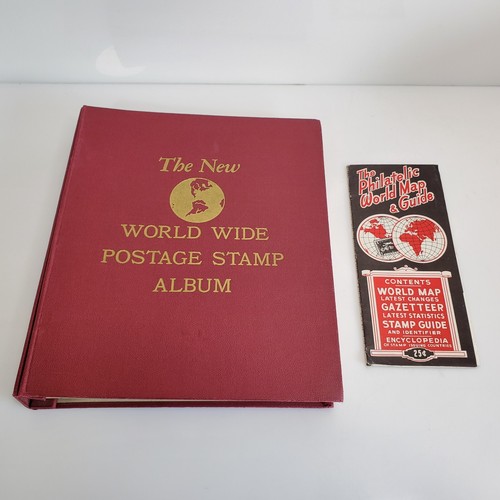 The New
WORLD WIDE
POSTAGE STAMP
ALBUM
The
Philatelic
World Map
& Guide
CONTENTS
WORLD MAP
LATEST CHANGES
GAZETTEER
LATEST STATISTICS
STAMP GUIDE
AND IDENTIFIER
ENCYCLOPEDIA
OF STAMP ISSUING COUNTRIES
25¢